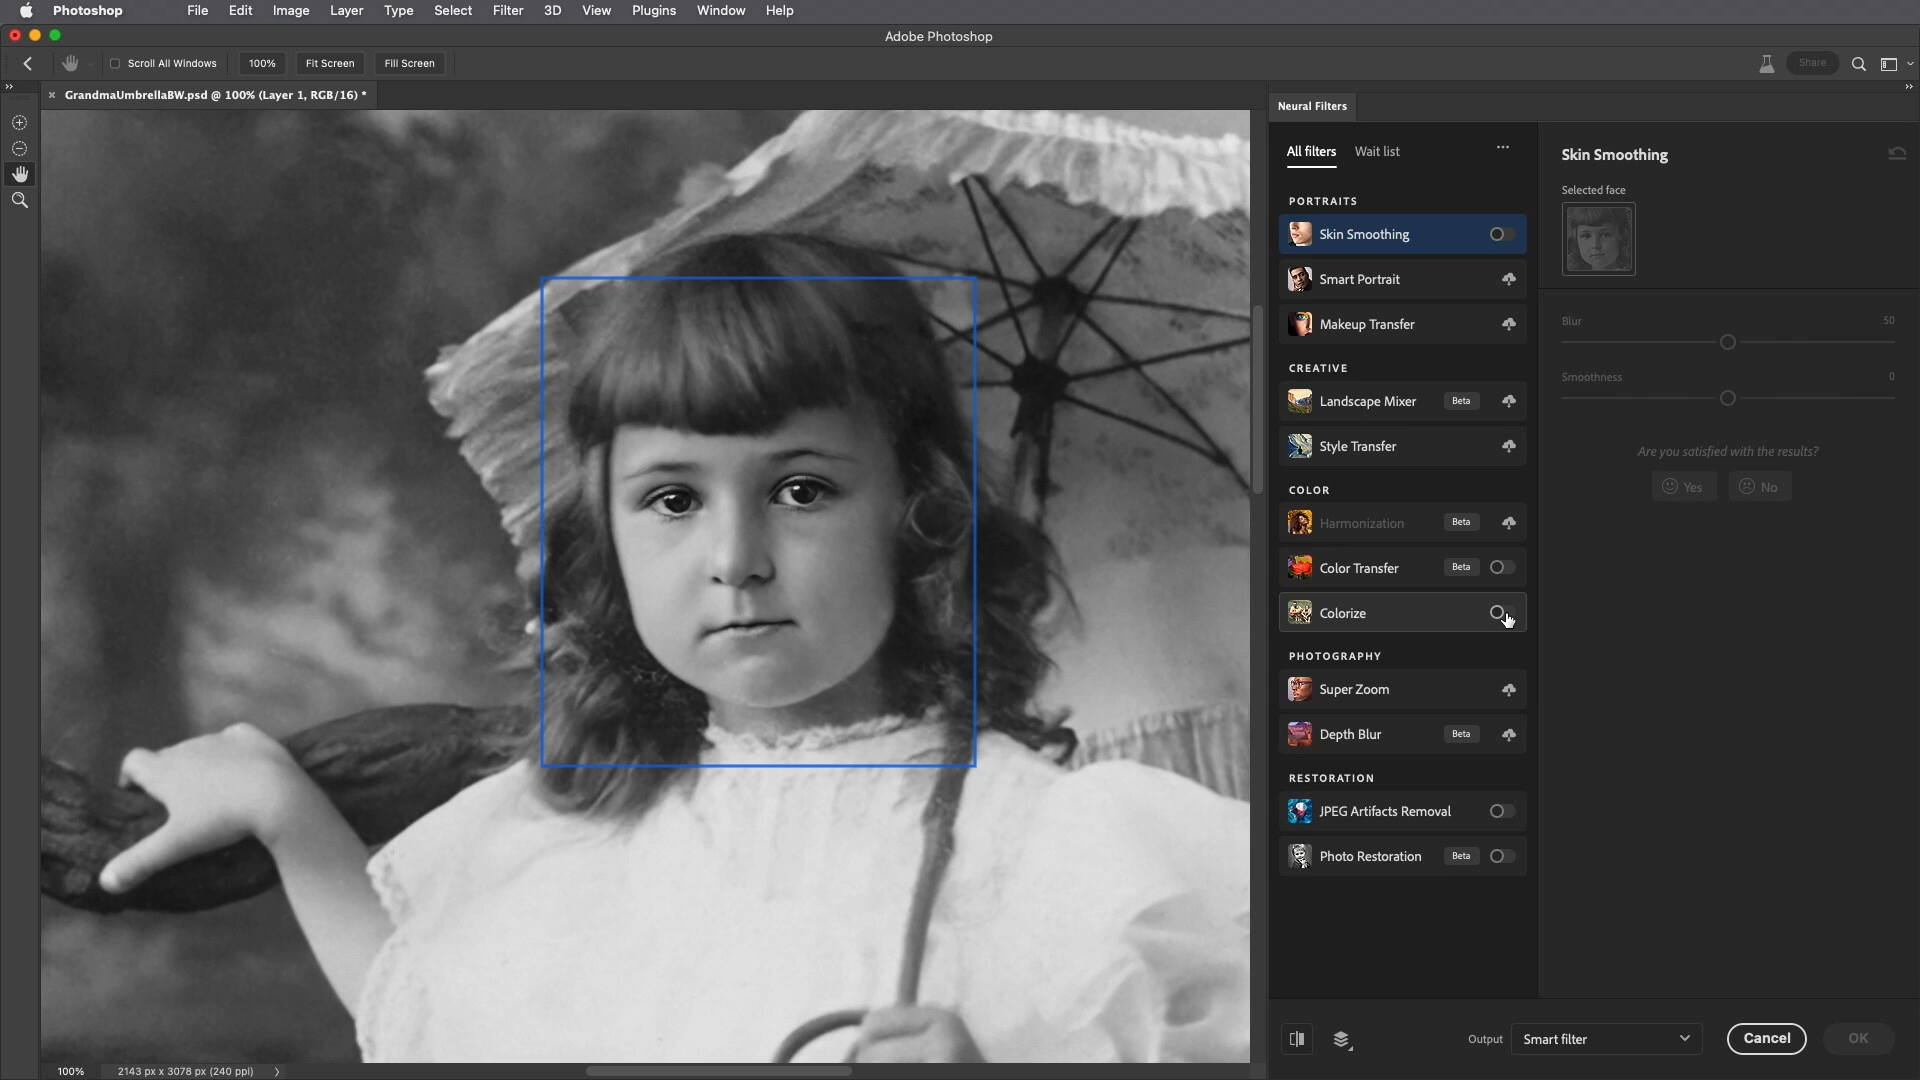 Photoshop File Edit Image Layer Type Select Filter 3D View Plugins Window Help
Adobe Photoshop
Scroll All Windows 100% Fit Screen Fill Screen Share
GrandmaUmbrellaBW.psd @ 100% (Layer 1, RGB/16) *
Neural Filters
All filters Wait list
PORTRAITS
Skin Smoothing
Smart Portrait
Makeup Transfer
CREATIVE
Landscape Mixer Beta
Style Transfer
COLOR
Harmonization Beta
Color Transfer Beta
Colorize
PHOTOGRAPHY
Super Zoom
Depth Blur Beta
RESTORATION
JPEG Artifacts Removal
Photo Restoration Beta
Skin Smoothing
Selected face
Blur 50
Smoothness 0
Are you satisfied with the results?
Yes No
Output Smart filter Cancel OK
100% 2143 px x 3078 px (240 ppi)